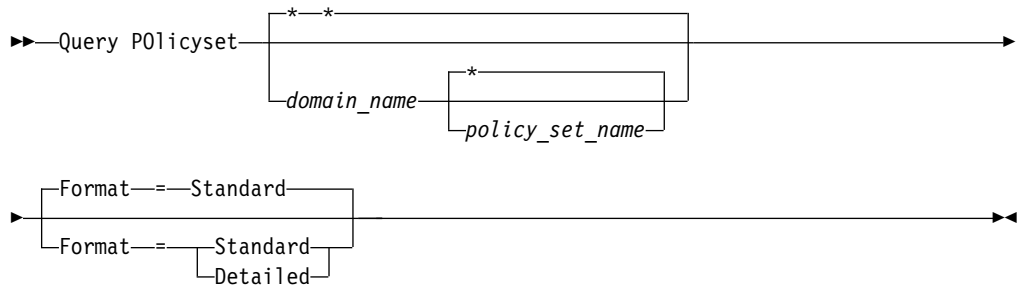 * *
Query POlicyset
*
domain_name
policy_set_name
Format = Standard
Format = Standard
Detailed